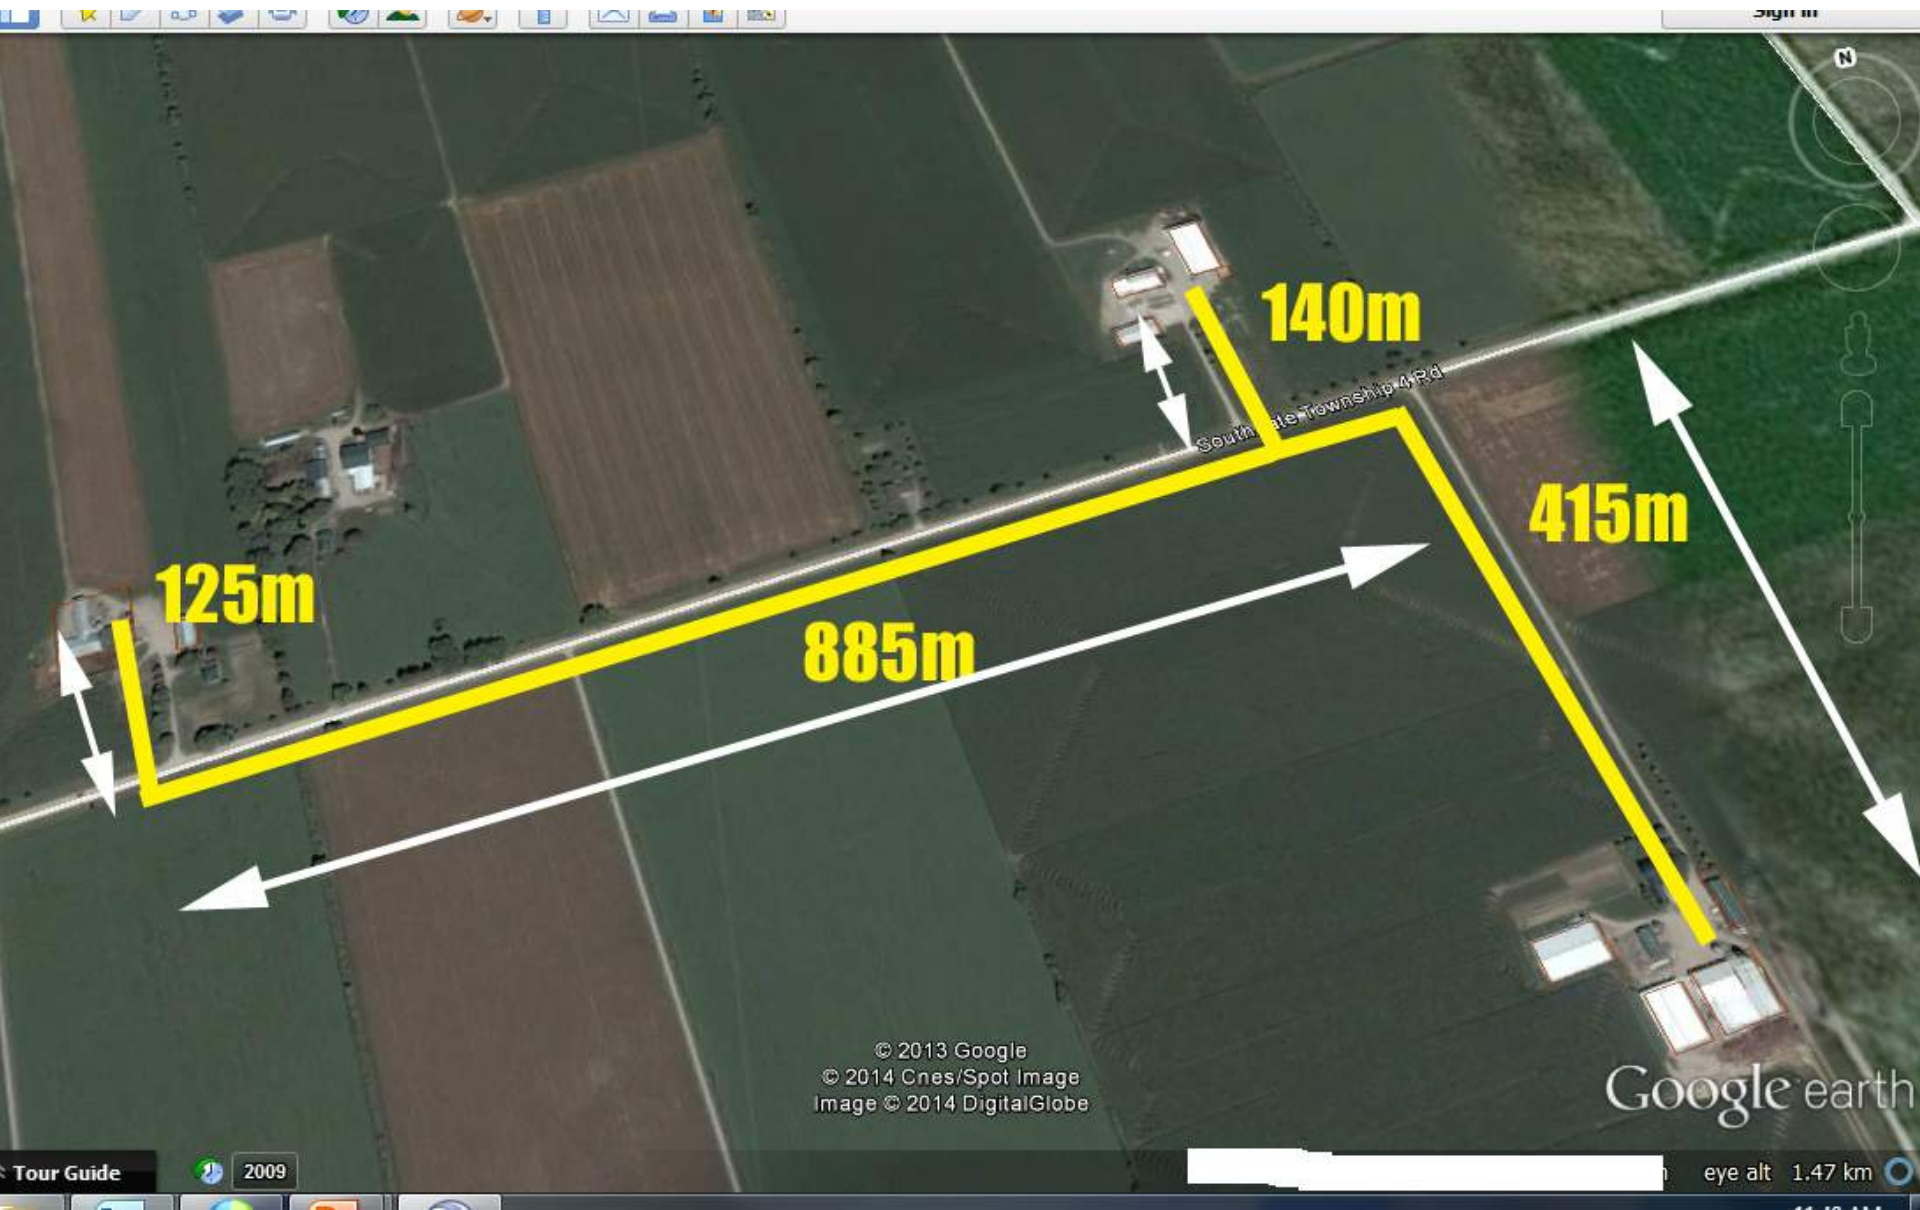 N
140m
Township 4 Rd
415m
125m
885m
© 2013 Google
© 2014 Cnes/Spot Image
Image © 2014 DigitalGlobe
Google earth
Tour Guide
2009
eye alt 1.47 km